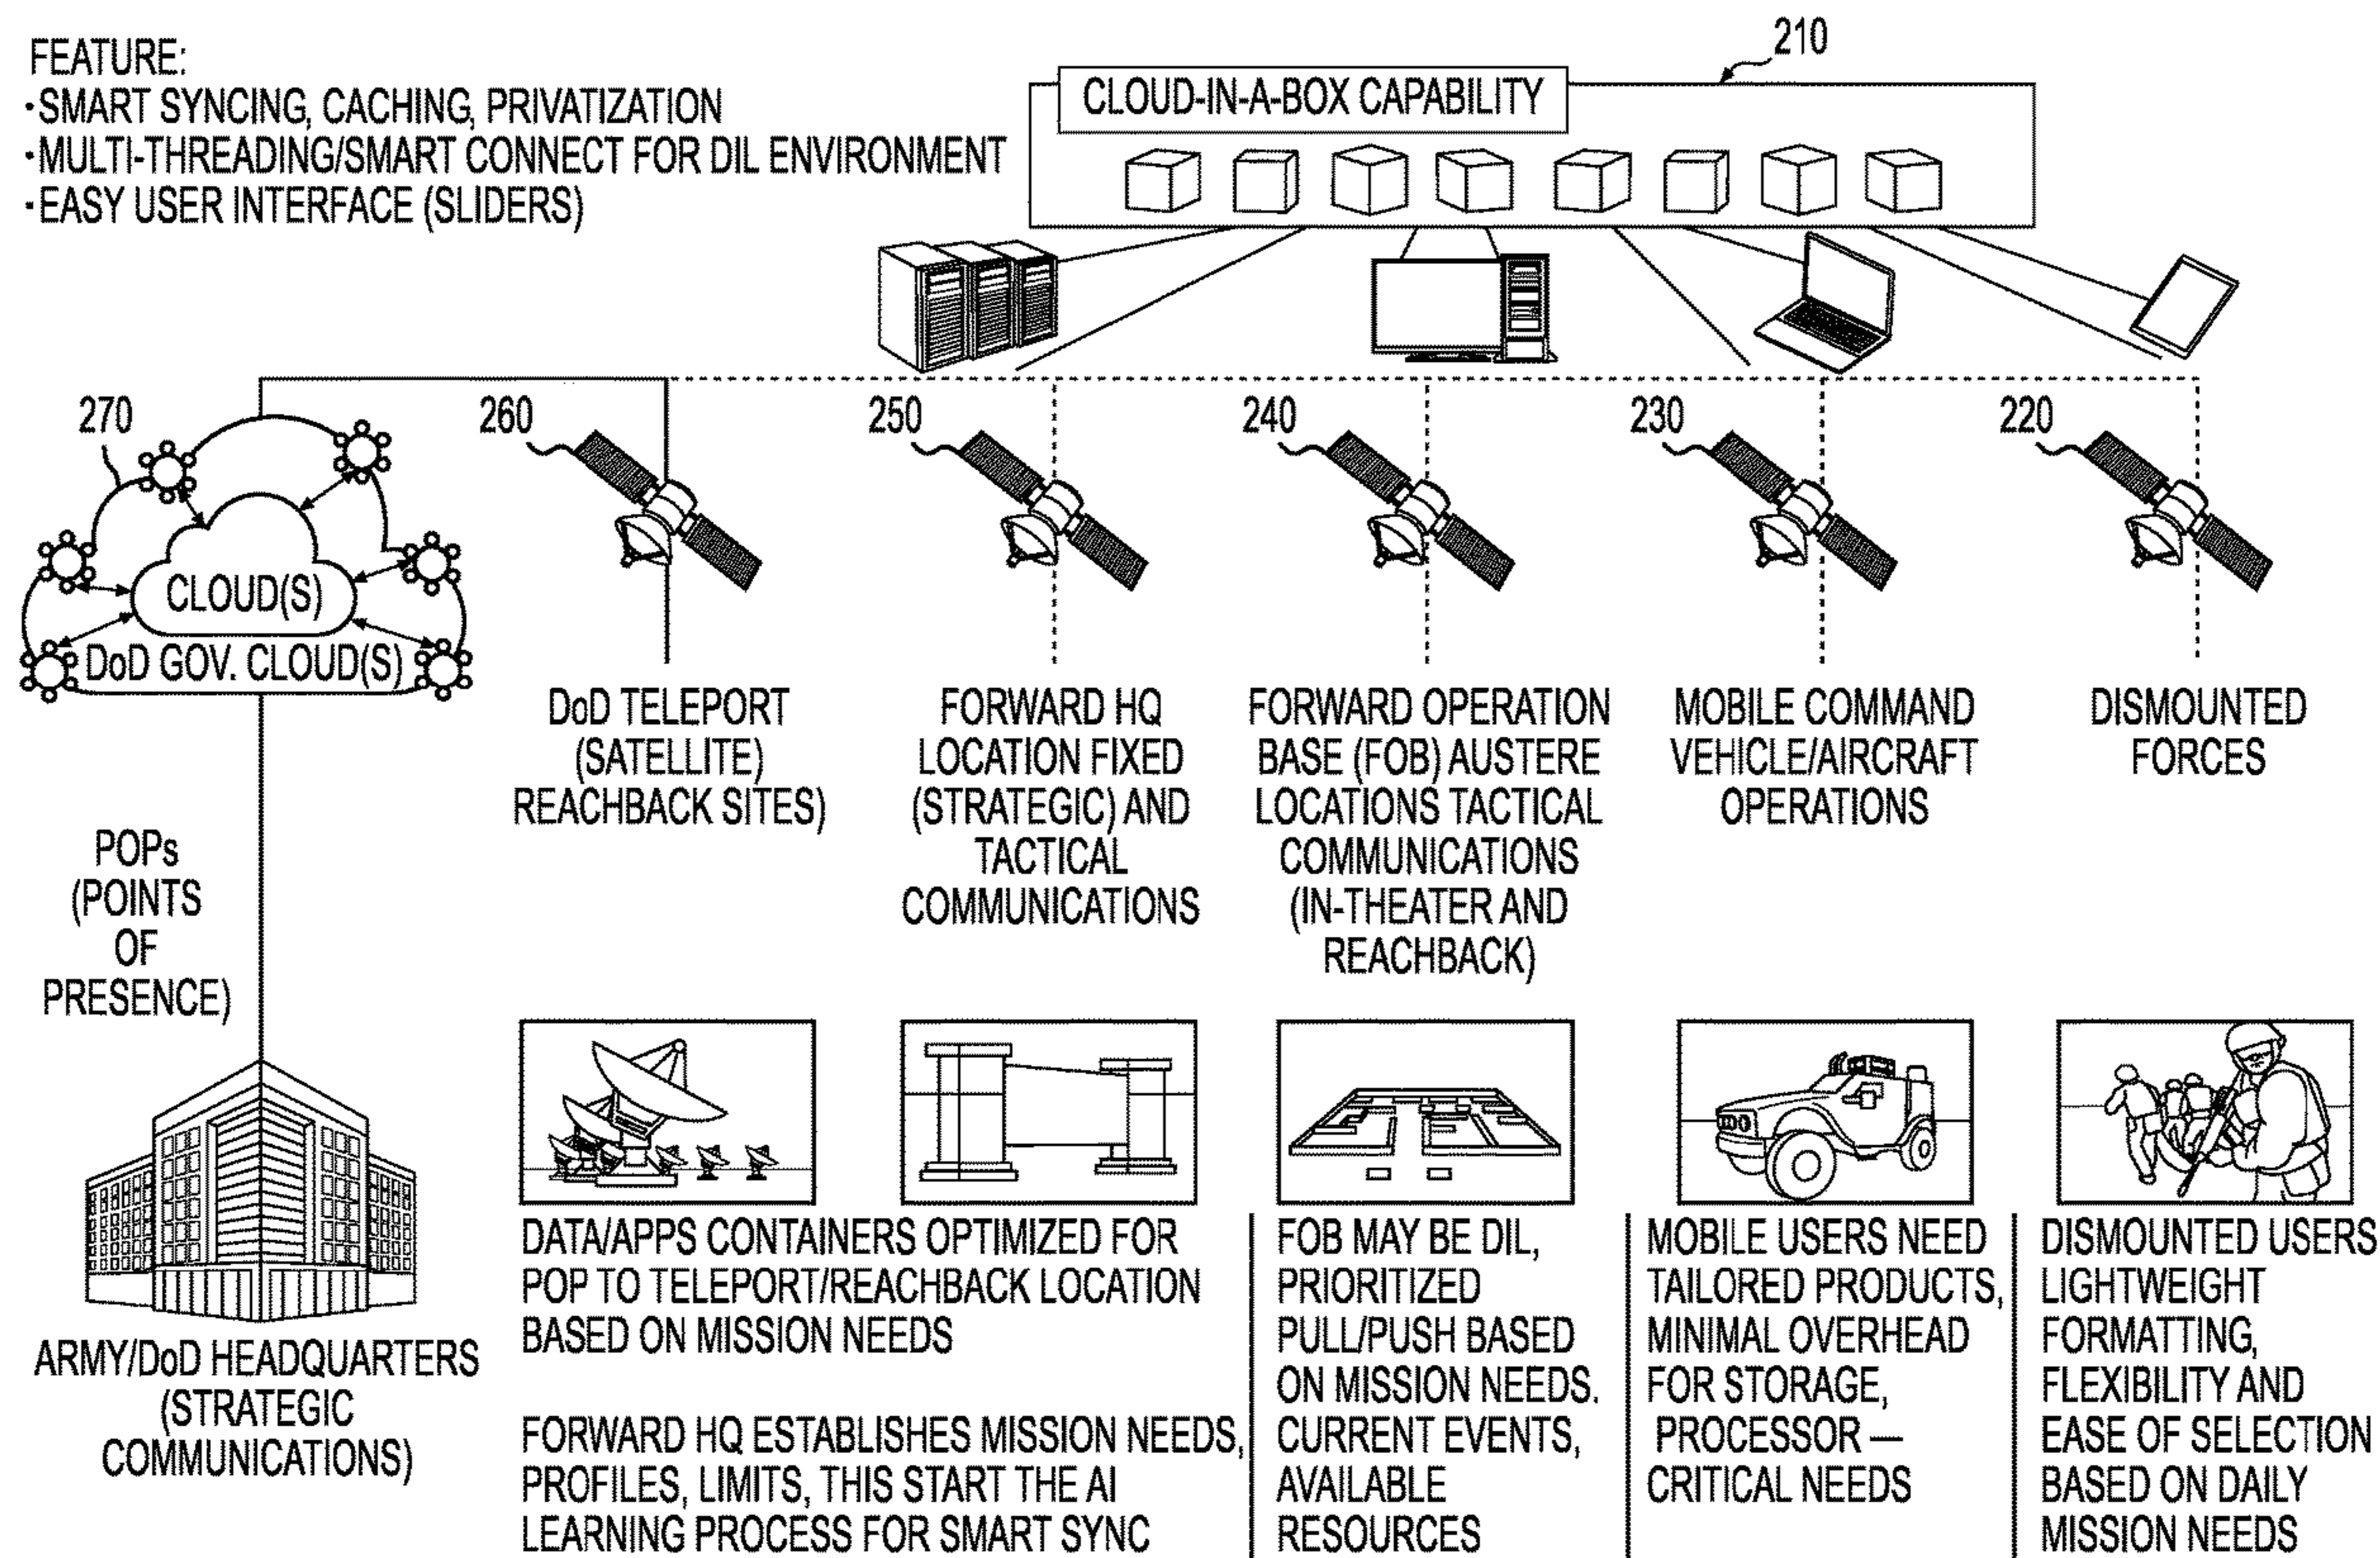 FEATURE:
·SMART SYNCING, CACHING, PRIVATIZATION
·MULTI-THREADING/SMART CONNECT FOR DIL ENVIRONMENT
·EASY USER INTERFACE (SLIDERS)
210
CLOUD-IN-A-BOX CAPABILITY
270
260
250
240
230
220
CLOUD(S)
DoD GOV. CLOUD(S)
DoD TELEPORT
(SATELLITE)
REACHBACK SITES)
FORWARD HQ
LOCATION FIXED
(STRATEGIC) AND
TACTICAL
COMMUNICATIONS
FORWARD OPERATION
BASE (FOB) AUSTERE
LOCATIONS TACTICAL
COMMUNICATIONS
(IN-THEATER AND
REACHBACK)
MOBILE COMMAND
VEHICLE/AIRCRAFT
OPERATIONS
DISMOUNTED
FORCES
POPs
(POINTS
OF
PRESENCE)
ARMY/DoD HEADQUARTERS
(STRATEGIC
COMMUNICATIONS)
DATA/APPS CONTAINERS OPTIMIZED FOR
POP TO TELEPORT/REACHBACK LOCATION
BASED ON MISSION NEEDS
FORWARD HQ ESTABLISHES MISSION NEEDS,
PROFILES, LIMITS, THIS START THE AI
LEARNING PROCESS FOR SMART SYNC
FOB MAY BE DIL,
PRIORITIZED
PULL/PUSH BASED
ON MISSION NEEDS.
CURRENT EVENTS,
AVAILABLE
RESOURCES
MOBILE USERS NEED
TAILORED PRODUCTS,
MINIMAL OVERHEAD
FOR STORAGE,
PROCESSOR —
CRITICAL NEEDS
DISMOUNTED USERS
LIGHTWEIGHT
FORMATTING,
FLEXIBILITY AND
EASE OF SELECTION
BASED ON DAILY
MISSION NEEDS